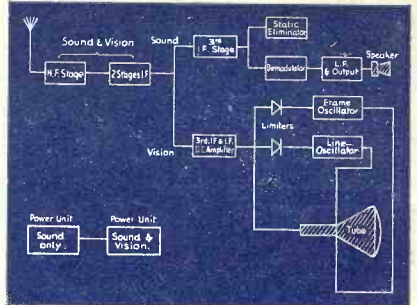 Sound & Vision
H.F. Stage
2 Stages I F
Sound
3rd
I.F. Stage
Static
Eliminator
Demodulator
L.F.
& Output
Speaker
Vision
3rd. IF & I.F.
D.C Amplifier
Limiters
Frame
Oscillator
Line
Oscillator
Tube
Power Unit
Sound
only.
Power Unit
Sound &
Vision.